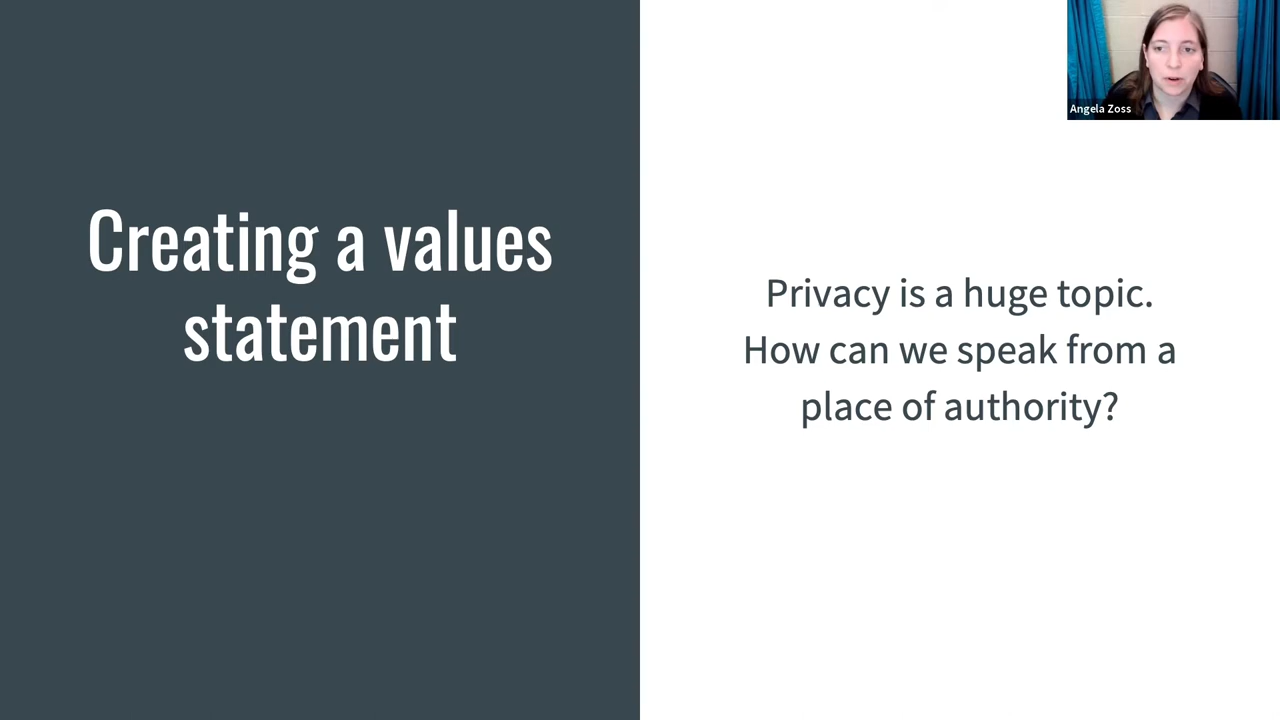 Creating a values
statement
Privacy is a huge topic.
How can we speak from a
place of authority?
Angela Zoss